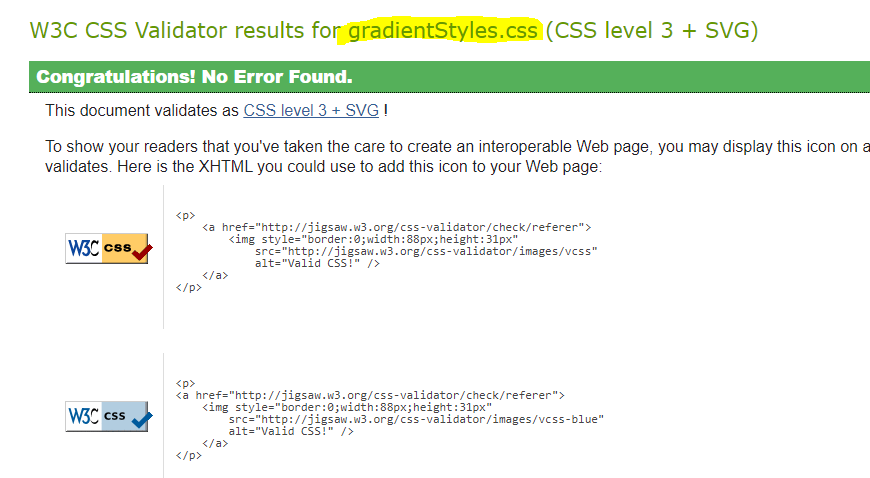 W3C CSS Validator results for gradientStyles.css (CSS level 3 + SVG)
Congratulations! No Error Found.
This document validates as CSS level 3 + SVG !
To show your readers that you've taken the care to create an interoperable Web page, you may display this icon on a
validates. Here is the XHTML you could use to add this icon to your Web page:
W3C css
<p>
<a href="http://jigsaw.w3.org/css-validator/check/referer">
<img style="border:0;width:88px;height:31px"
src="http://jigsaw.w3.org/css-validator/images/vcss"
alt="Valid CSS!" />
</a>
</p>
W3C css
<p>
<a href="http://jigsaw.w3.org/css-validator/check/referer">
<img style="border:0;width:88px;height:31px"
src="http://jigsaw.w3.org/css-validator/images/vcss-blue"
alt="Valid CSS!" />
</a>
</p>